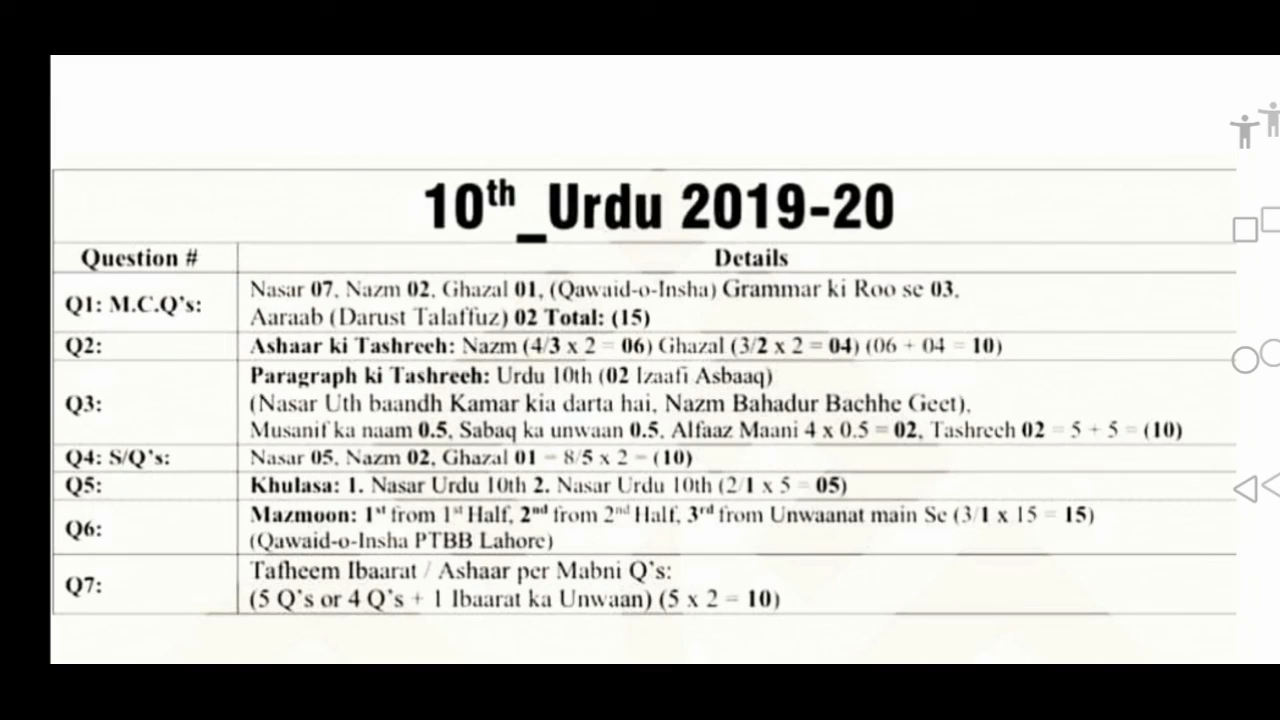 10th_Urdu 2019-20
Question # Details
Q1: M.C.Q's: Nasar 07, Nazm 02, Ghazal 01, (Qawaid-o-Insha) Grammar ki Roo se 03,
Aaraab (Darust Talaffuz) 02 Total: (15)
Q2: Ashaar ki Tashreeh: Nazm (4/3 x 2 = 06) Ghazal (3/2 x 2 = 04) (06 + 04 = 10)
Q3: Paragraph ki Tashreeh: Urdu 10th (02 Izaafi Asbaaq)
(Nasar Uth baandh Kamar kia darta hai, Nazm Bahadur Bachhe Geet),
Musanif ka naam 0.5, Sabaq ka unwaan 0.5, Alfaaz Maani 4 x 0.5 = 02, Tashreeh 02 = 5 + 5 = (10)
Q4: S/Q's: Nasar 05, Nazm 02, Ghazal 01 = 8/5 x 2 = (10)
Q5: Khulasa: 1. Nasar Urdu 10th 2. Nasar Urdu 10th (2/1 x 5 = 05)
Q6: Mazmoon: 1st from 1st Half, 2nd from 2nd Half, 3rd from Unwaanat main Se (3/1 x 15 = 15)
(Qawaid-o-Insha PTBB Lahore)
Q7: Tafheem Ibaarat / Ashaar per Mabni Q's:
(5 Q's or 4 Q's + 1 Ibaarat ka Unwaan) (5 x 2 = 10)